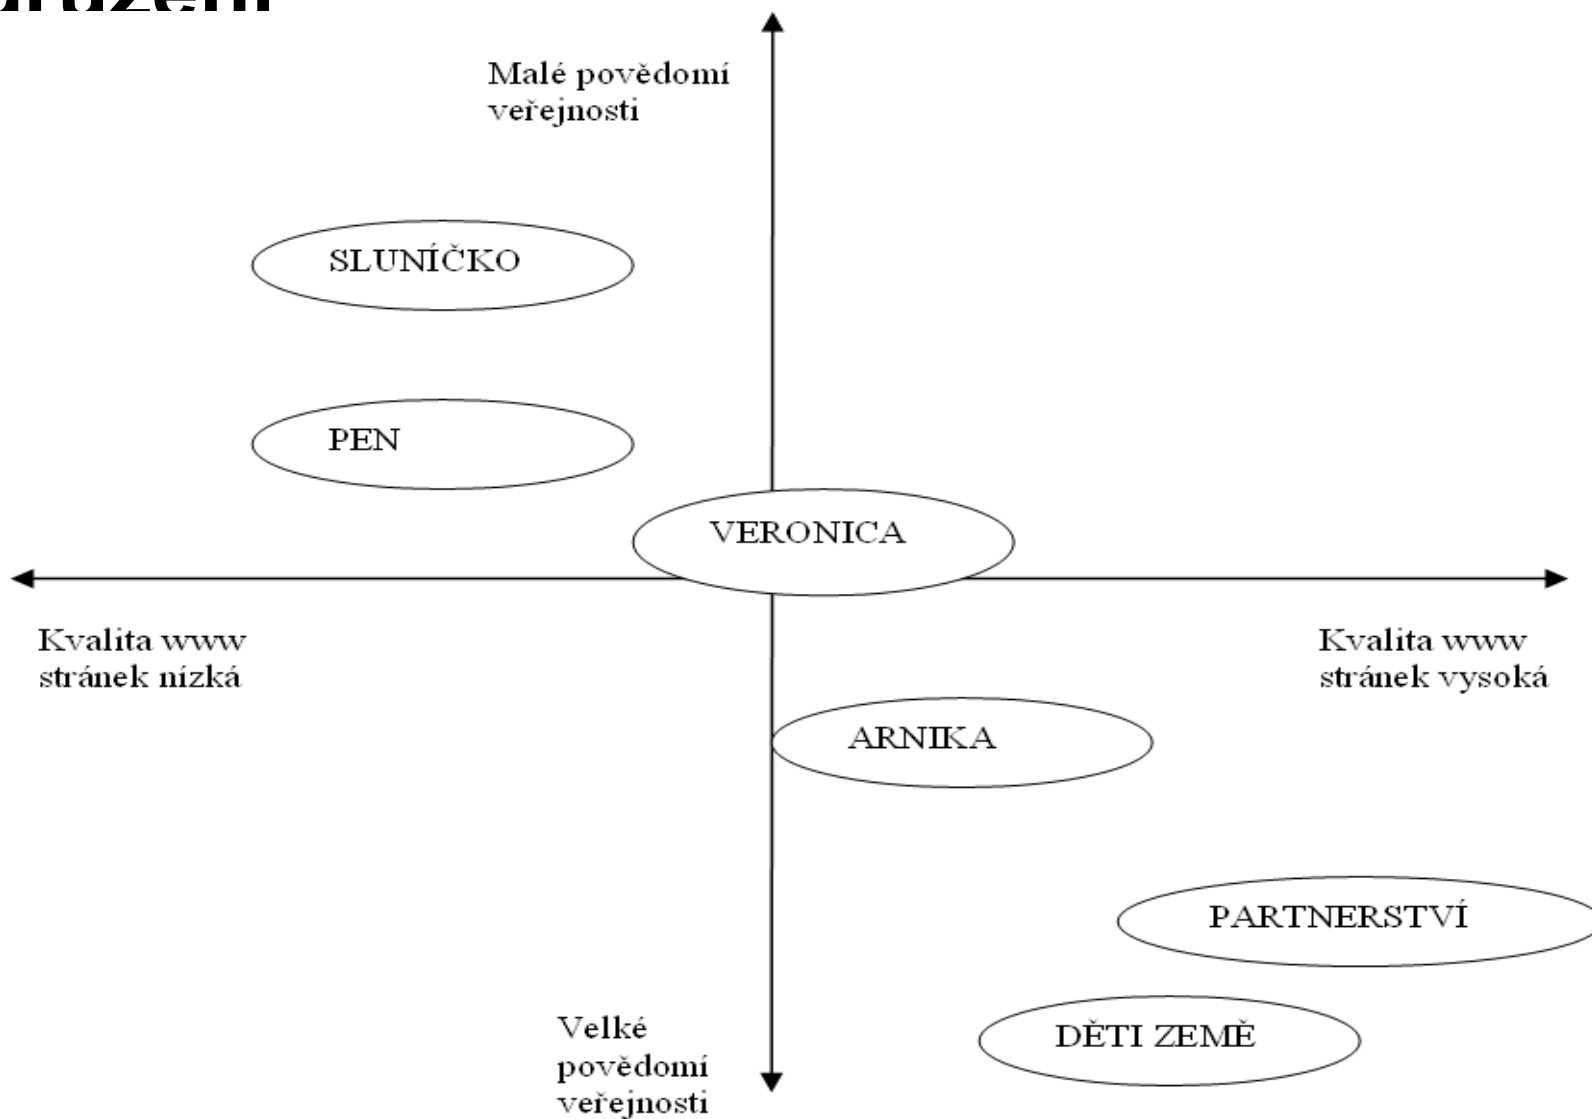 Malé povědomí
veřejnosti
SLUNÍČKO
PEN
VERONICA
Kvalita www
stránek nízká
Kvalita www
stránek vysoká
ARNIKA
PARTNERSTVÍ
DĚTI ZEMĚ
Velké
povědomí
veřejnosti